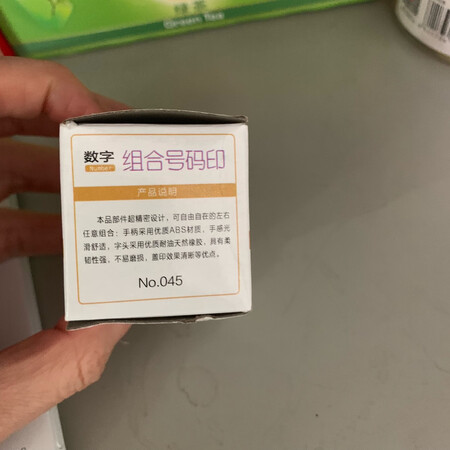 绿茶
Green Tea
数字
Number
组合号码印
产品说明
本品部件超精密设计，可自由自在的左右
任意组合：手柄采用优质ABS材质，手感光
滑舒适，字头采用优质耐油天然橡胶，具有柔
韧性强，不易磨损，盖印效果清晰等优点。
No.045